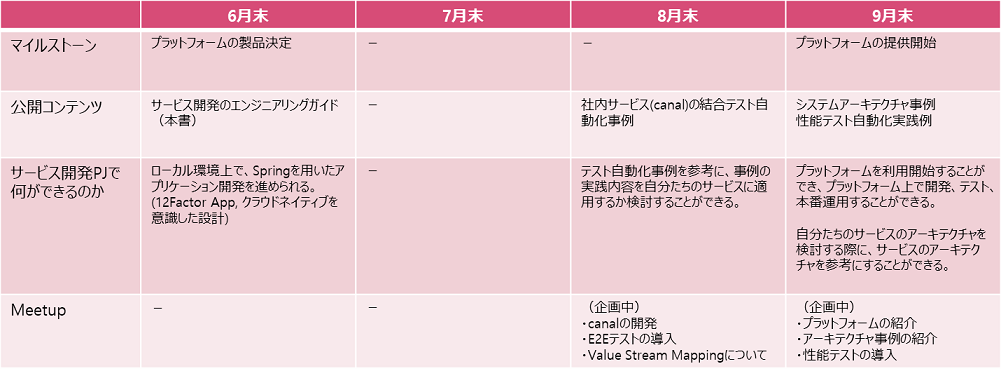 6月末
7月末
8月末
9月末
マイルストーン
プラットフォームの製品決定
－
－
プラットフォームの提供開始
公開コンテンツ
サービス開発のエンジニアリングガイド
（本書）
－
社内サービス(canal)の結合テスト自
動化事例
システムアーキテクチャ事例
性能テスト自動化実践例
サービス開発PJで
何ができるのか
ローカル環境上で、Springを用いたア
プリケーション開発を進められる。
(12Factor App, クラウドネイティブを
意識した設計)
－
テスト自動化事例を参考に、事例の
実践内容を自分たちのサービスに適
用するか検討することができる。
プラットフォームを利用開始することが
でき、プラットフォーム上で開発、テスト、
本番運用することができる。
自分たちのサービスのアーキテクチャを
検討する際に、サービスのアーキテク
チャを参考にすることができる。
Meetup
－
－
（企画中）
・canalの開発
・E2Eテストの導入
・Value Stream Mappingについて
（企画中）
・プラットフォームの紹介
・アーキテクチャ事例の紹介
・性能テストの導入